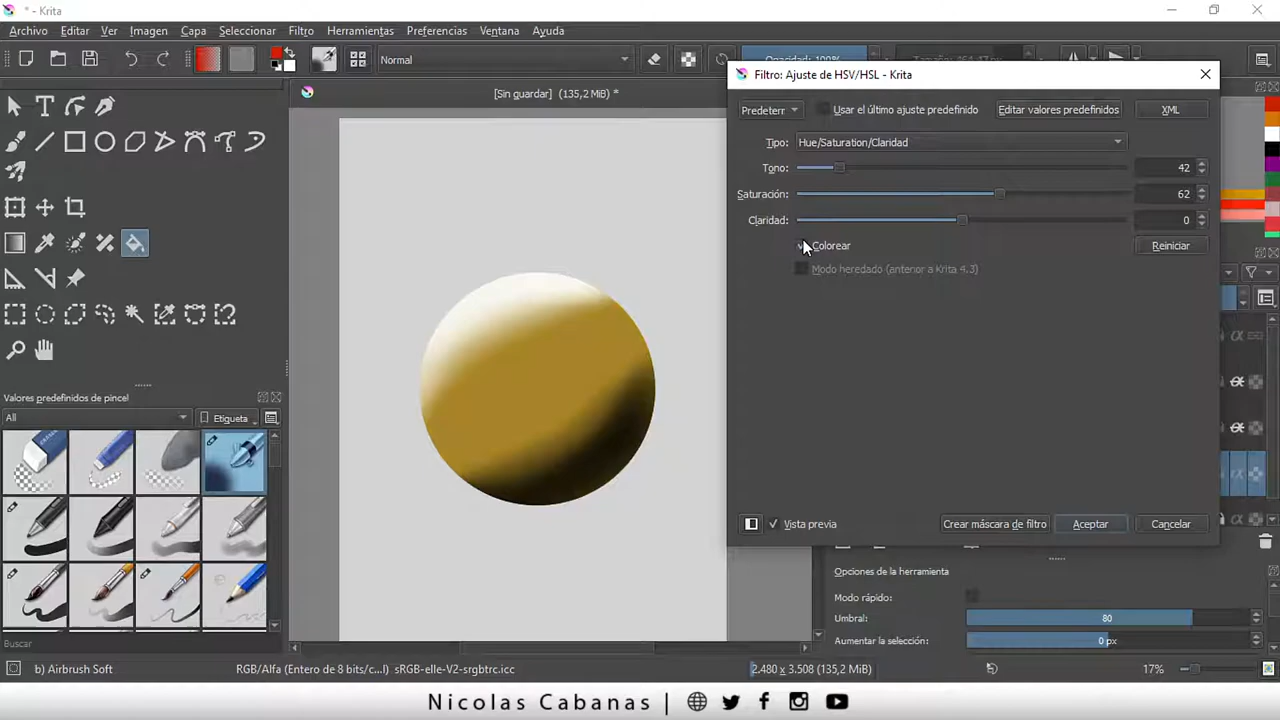 * - Krita
Archivo Editar Ver Imagen Capa Seleccionar Filtro Herramientas Preferencias Ventana Ayuda
Normal
Opacidad: 100%
[Sin guardar] (135,2 MiB) *
Filtro: Ajuste de HSV/HSL - Krita
Predeterr Usar el último ajuste predefinido Editar valores predefinidos XML
Tipo: Hue/Saturation/Claridad
Tono: 42
Saturación: 62
Claridad: 0
Colorear Reiniciar
Modo heredado (anterior a Krita 4.3)
Vista previa Crear máscara de filtro Aceptar Cancelar
Valores predefinidos de pincel
All Etiqueta
Buscar
Opciones de la herramienta
Modo rápido:
Umbral: 80
Aumentar la selección: 0 px
b) Airbrush Soft RGB/Alfa (Entero de 8 bits/c...l) sRGB-elle-V2-srgbtrc.icc 2.480 x 3.508 (135,2 MiB) 17%
Nicolas Cabanas |